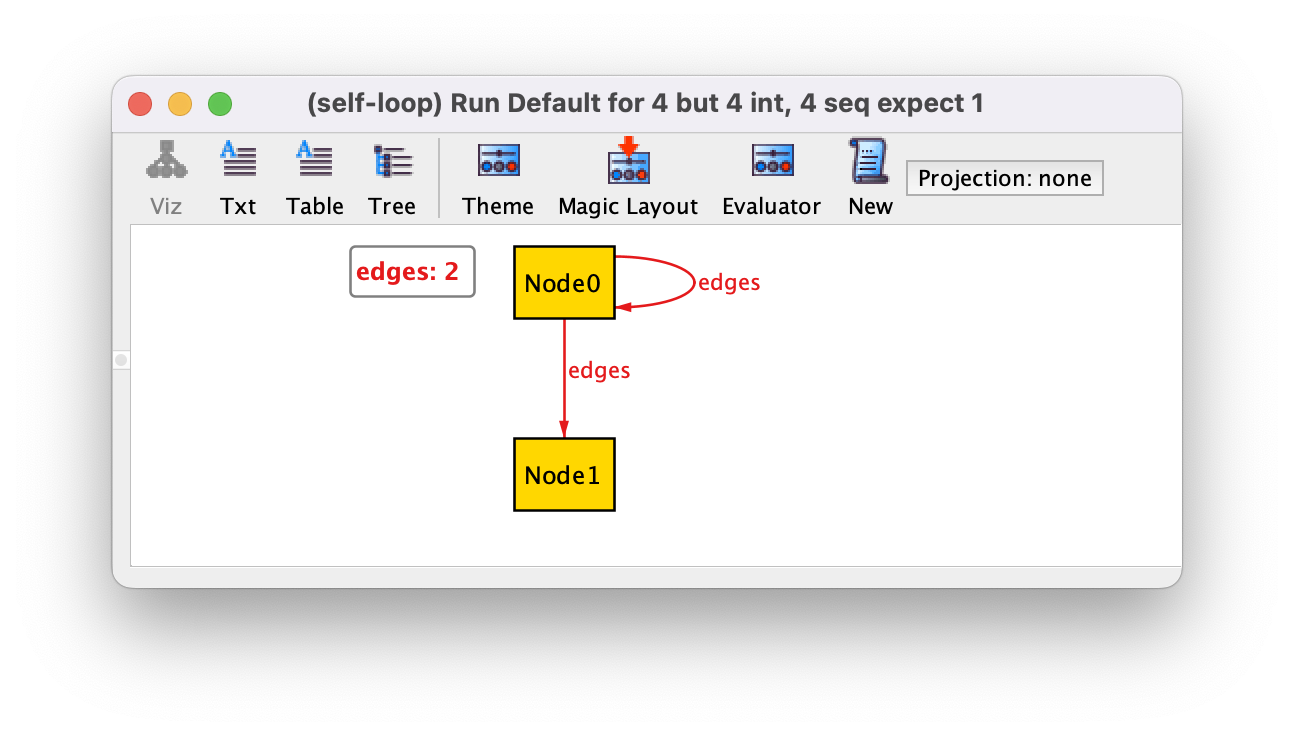 (self-loop) Run Default for 4 but 4 int, 4 seq expect 1
Viz Txt Table Tree Theme Magic Layout Evaluator New Projection: none
edges: 2
Node0
edges
edges
Node1